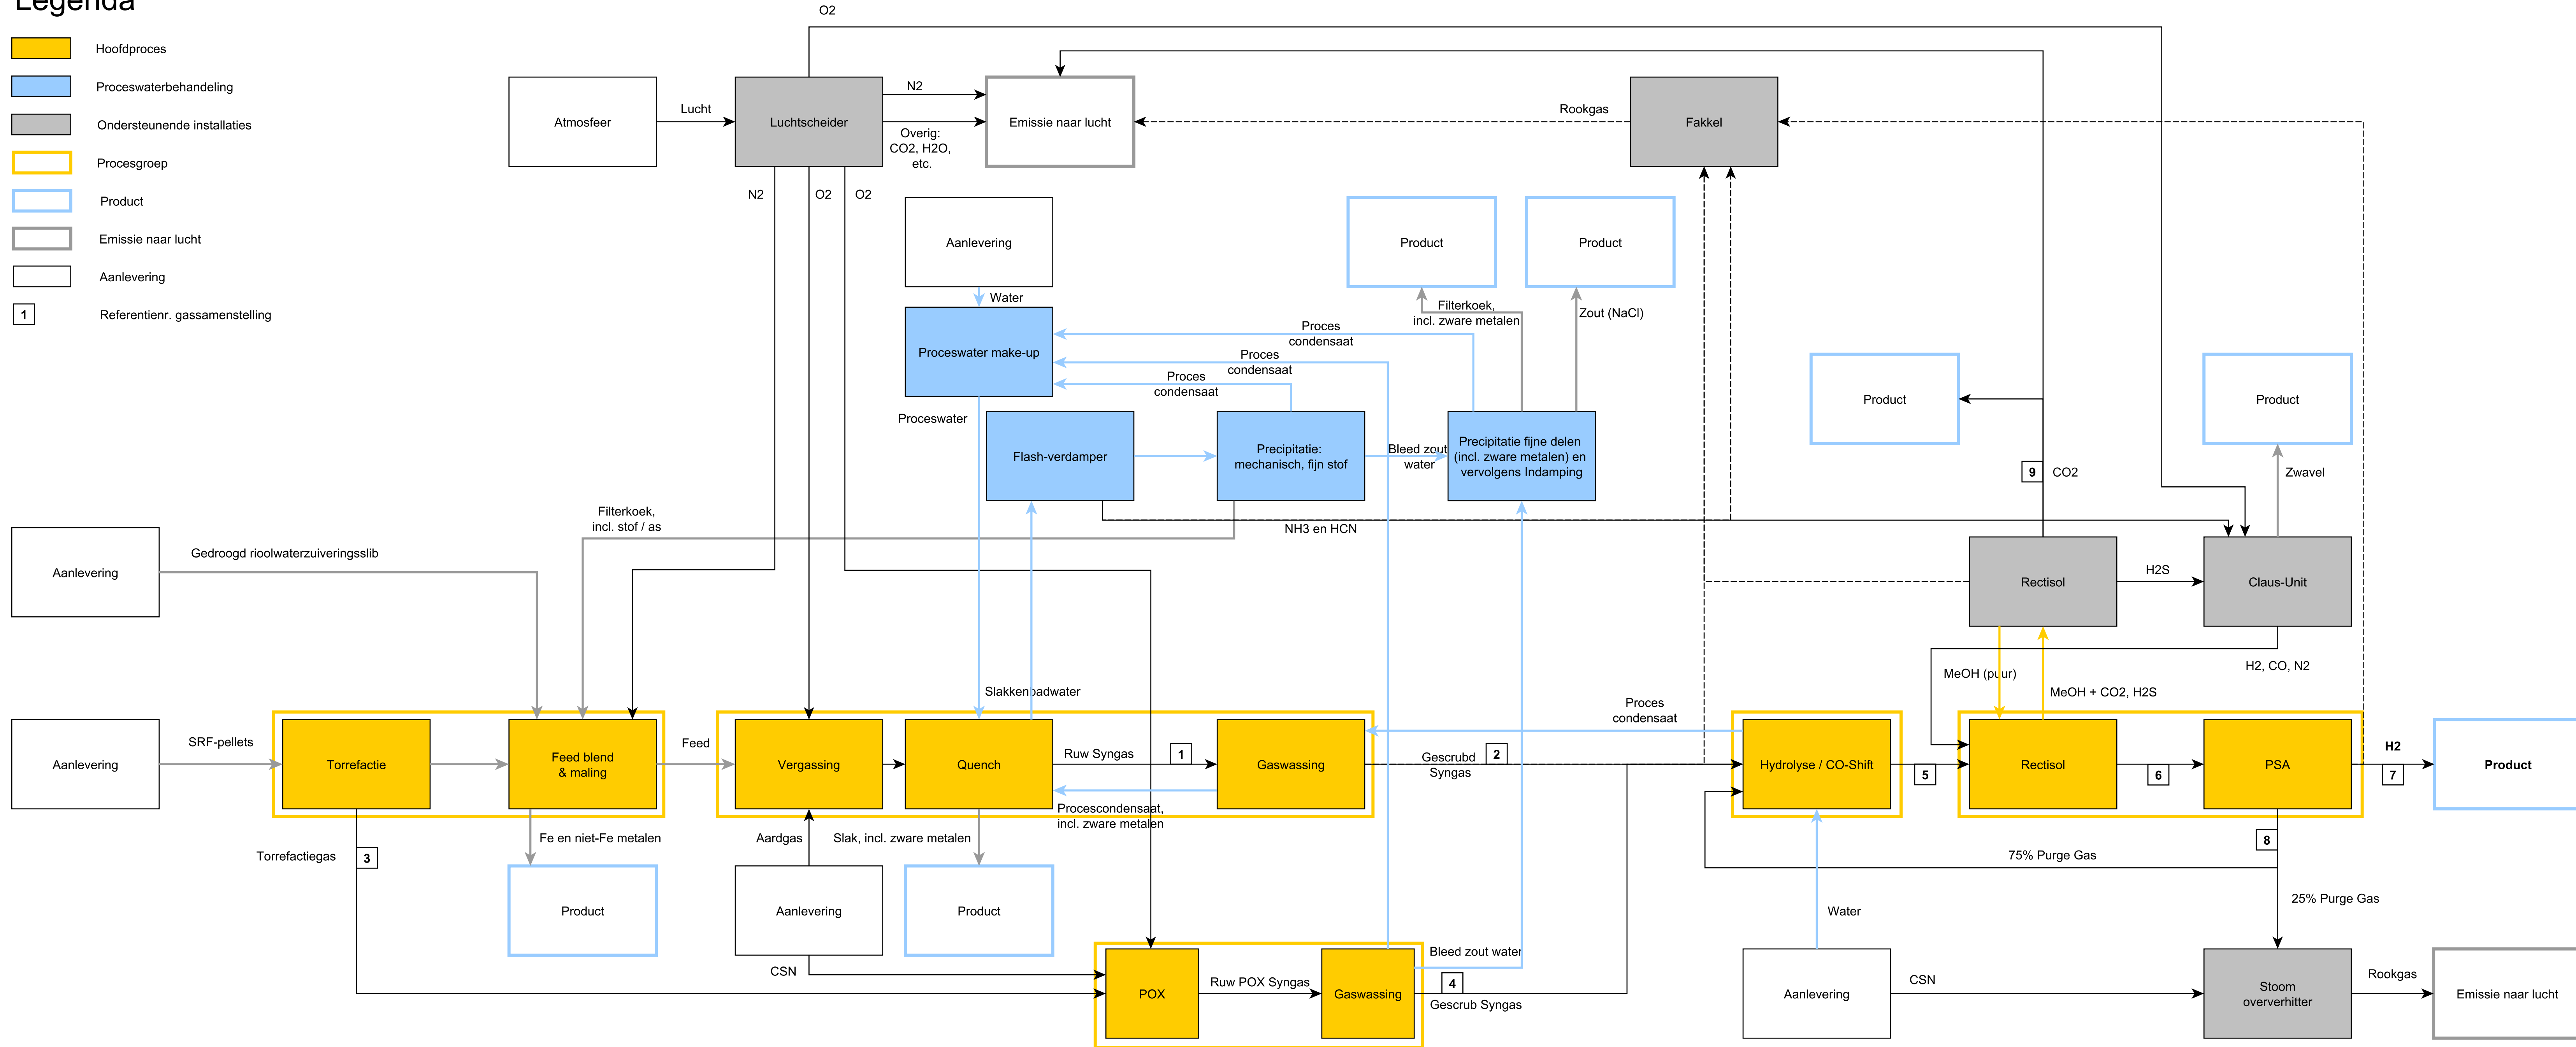 Legenda
Hoofdproces
Proceswaterbehandeling
Ondersteunende installaties
Procesgroep
Product
Emissie naar lucht
Aanlevering
1
Referentienr. gassamenstelling
O2
Atmosfeer
Lucht
Luchtscheider
N2
Overig:
CO2, H2O,
etc.
Emissie naar lucht
Rookgas
Fakkel
N2
O2
O2
Aanlevering
Water
Product
Product
Filterkoek,
incl. zware metalen
Zout (NaCl)
Proceswater make-up
Proces
condensaat
Proces
condensaat
Proces
condensaat
Proceswater
Flash-verdamper
Precipitatie:
mechanisch, fijn stof
Bleed zout
water
Precipitatie fijne delen
(incl. zware metalen) en
vervolgens Indamping
Product
Product
9
CO2
Zwavel
Filterkoek,
incl. stof / as
NH3 en HCN
Aanlevering
Gedroogd rioolwaterzuiveringsslib
Rectisol
H2S
Claus-Unit
H2, CO, N2
MeOH (puur)
MeOH + CO2, H2S
Slakkenbadwater
Proces
condensaat
Aanlevering
SRF-pellets
Torrefactie
Feed blend
& maling
Feed
Vergassing
Quench
Ruw Syngas
1
Gaswassing
Gescrubd
Syngas
2
Hydrolyse / CO-Shift
5
Rectisol
6
PSA
H2
7
Product
Procescondensaat,
incl. zware metalen
Torrefactiegas
3
Fe en niet-Fe metalen
Aardgas
Slak, incl. zware metalen
8
75% Purge Gas
25% Purge Gas
Product
Aanlevering
Product
Water
CSN
POX
Ruw POX Syngas
Gaswassing
Bleed zout water
4
Gescrub Syngas
Aanlevering
CSN
Stoom
oververhitter
Rookgas
Emissie naar lucht